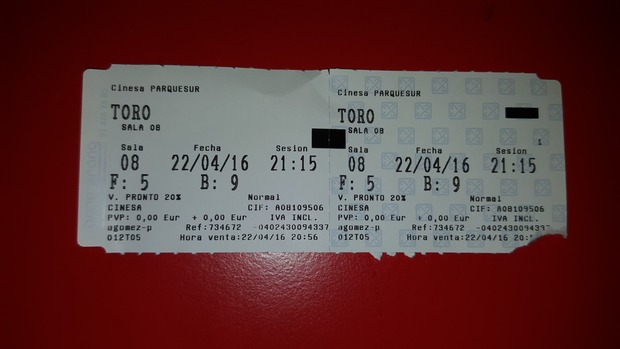 Cinesa PARQUESUR
TORO
SALA 08
Sala Fecha Sesion
08 22/04/16 21:15
F: 5 B: 9
V. PRONTO 20% Normal
CINESA CIF: A08109506
PVP: 0,00 Eur + 0,00 Eur IVA INCL.
agomez-p Ref:734672 -0402430094337
012T05 Hora venta:22/04/16 20:56
Cinesa PARQUESUR
TORO
SALA 08
1
Sala Fecha Sesion
08 22/04/16 21:15
F: 5 B: 9
V. PRONTO 20% Normal
CINESA CIF: A08109506
PVP: 0,00 Eur + 0,00 Eur IVA INCL.
agomez-p Ref:734672 -0402430094337
012T05 Hora venta:22/04/16